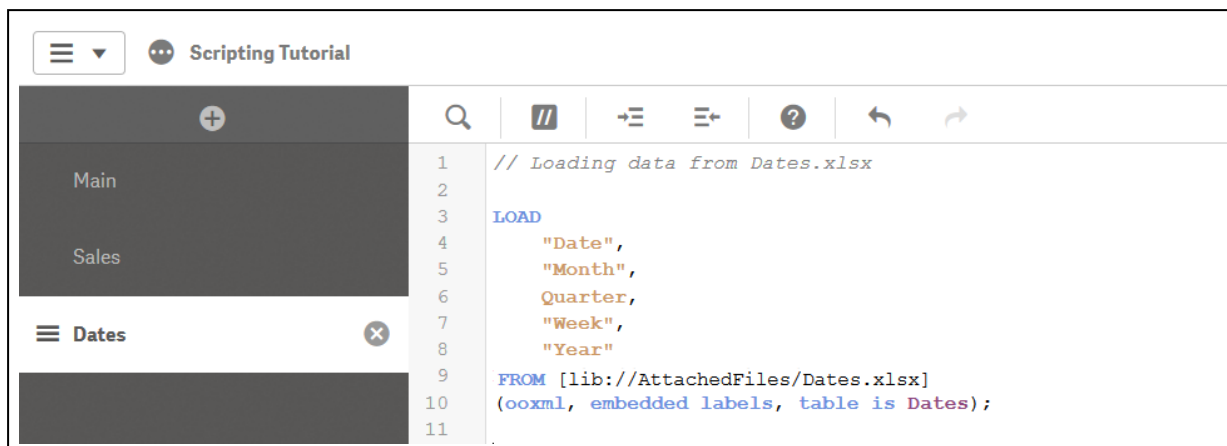 Scripting Tutorial
Main
Sales
Dates
1 // Loading data from Dates.xlsx
2
3 LOAD
4 "Date",
5 "Month",
6 Quarter,
7 "Week",
8 "Year"
9 FROM [lib://AttachedFiles/Dates.xlsx]
10 (ooxml, embedded labels, table is Dates);
11